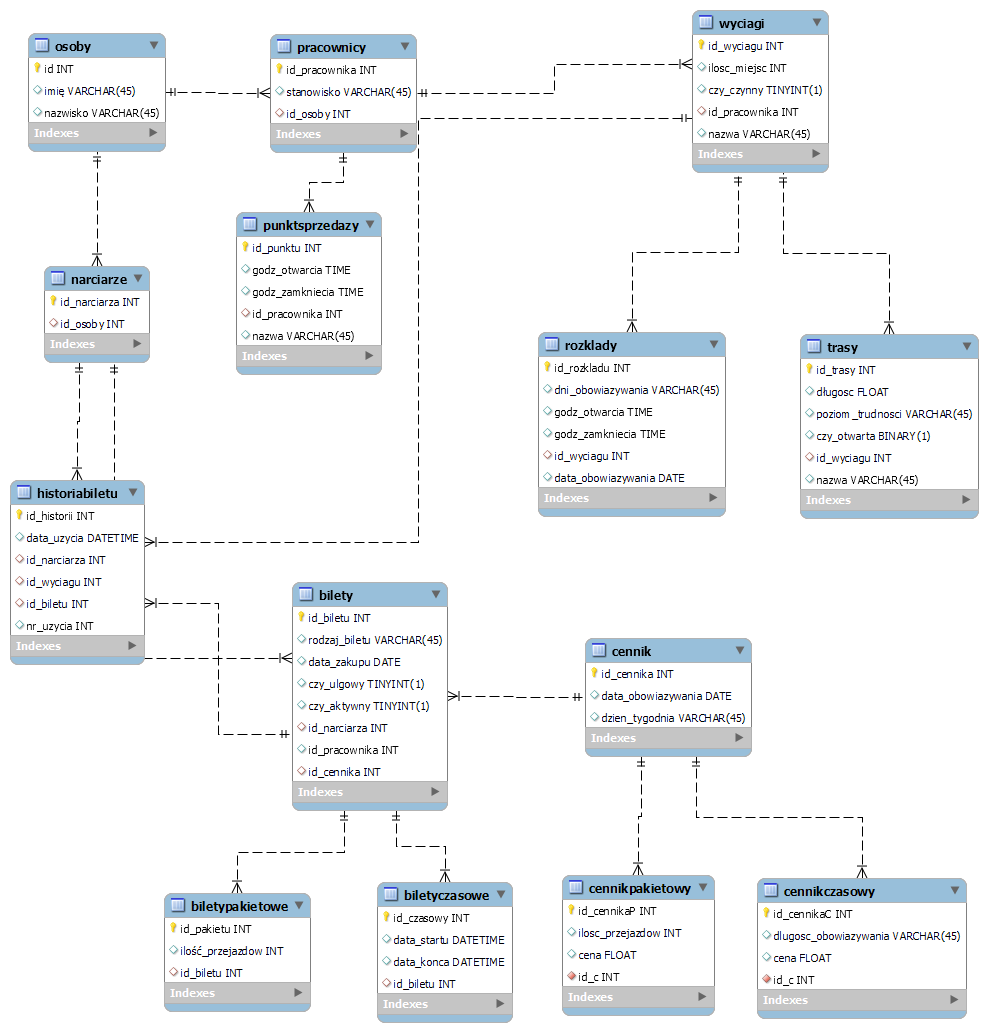 osoby
id INT
imię VARCHAR(45)
nazwisko VARCHAR(45)
Indexes
pracownicy
id_pracownika INT
stanowisko VARCHAR(45)
id_osoby INT
Indexes
wyciagi
id_wyciagu INT
ilosc_miejsc INT
czy_czynny TINYINT(1)
id_pracownika INT
nazwa VARCHAR(45)
Indexes
punktsprzedazy
id_punktu INT
godz_otwarcia TIME
godz_zamkniecia TIME
id_pracownika INT
nazwa VARCHAR(45)
Indexes
narciarze
id_narciarza INT
id_osoby INT
Indexes
rozklady
id_rozkladu INT
dni_obowiazywania VARCHAR(45)
godz_otwarcia TIME
godz_zamkniecia TIME
id_wyciagu INT
data_obowiazywania DATE
Indexes
trasy
id_trasy INT
długosc FLOAT
poziom_trudnosci VARCHAR(45)
czy_otwarta BINARY(1)
id_wyciagu INT
nazwa VARCHAR(45)
Indexes
historiabiletu
id_historii INT
data_uzycia DATETIME
id_narciarza INT
id_wyciagu INT
id_biletu INT
nr_uzycia INT
Indexes
bilety
id_biletu INT
rodzaj_biletu VARCHAR(45)
data_zakupu DATE
czy_ulgowy TINYINT(1)
czy_aktywny TINYINT(1)
id_narciarza INT
id_pracownika INT
id_cennika INT
Indexes
cennik
id_cennika INT
data_obowiazywania DATE
dzien_tygodnia VARCHAR(45)
Indexes
biletypakietowe
id_pakietu INT
ilość_przejazdow INT
id_biletu INT
Indexes
biletyczasowe
id_czasowy INT
data_startu DATETIME
data_konca DATETIME
id_biletu INT
Indexes
cennikpakietowy
id_cennikaP INT
ilosc_przejazdow INT
cena FLOAT
id_c INT
Indexes
cennikczasowy
id_cennikaC INT
dlugosc_obowiazywania VARCHAR(45)
cena FLOAT
id_c INT
Indexes